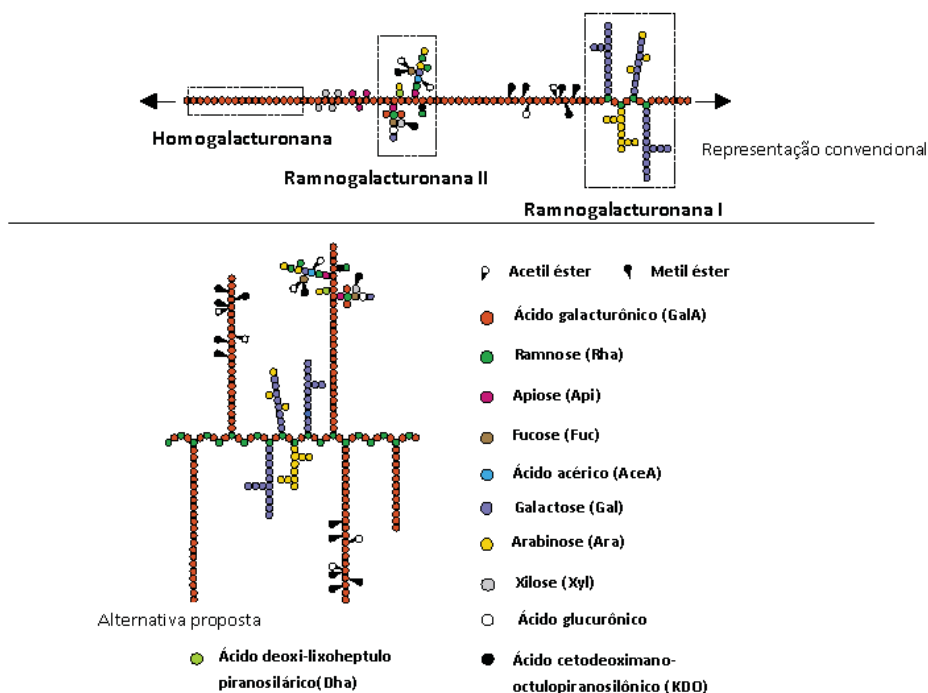 Homogalacturonana
Ramnogalacturonana II
Representação convencional
Ramnogalacturonana I
Acetil éster
Metil éster
Ácido galacturônico (GalA)
Ramnose (Rha)
Apiose (Api)
Fucose (Fuc)
Ácido acérico (AceA)
Galactose (Gal)
Arabinose (Ara)
Xilose (Xyl)
Ácido glucurônico
Alternativa proposta
Ácido deoxi-lixoheptulo
piranosilárico(Dha)
Ácido cetodeoximano-
octulopiranosilônico (KDO)